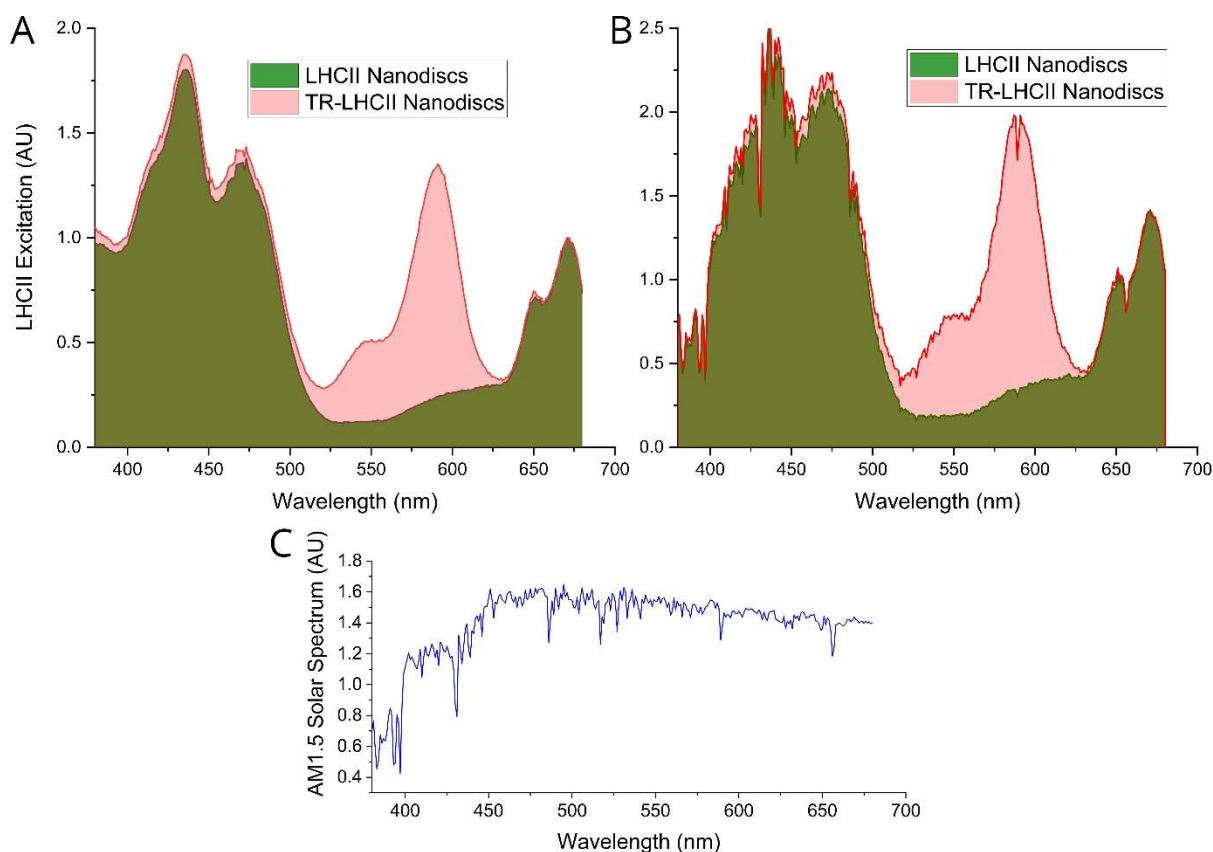 A
2.0
1.5
1.0
0.5
0.0
LHCII Excitation (AU)
LHCII Nanodiscs
TR-LHCII Nanodiscs
400 450 500 550 600 650 700
Wavelength (nm)
B
2.5
2.0
1.5
1.0
0.5
0.0
LHCII Nanodiscs
TR-LHCII Nanodiscs
400 450 500 550 600 650 700
Wavelength (nm)
C
1.8
1.6
1.4
1.2
1.0
0.8
0.6
0.4
AM1.5 Solar Spectrum (AU)
400 450 500 550 600 650 700
Wavelength (nm)